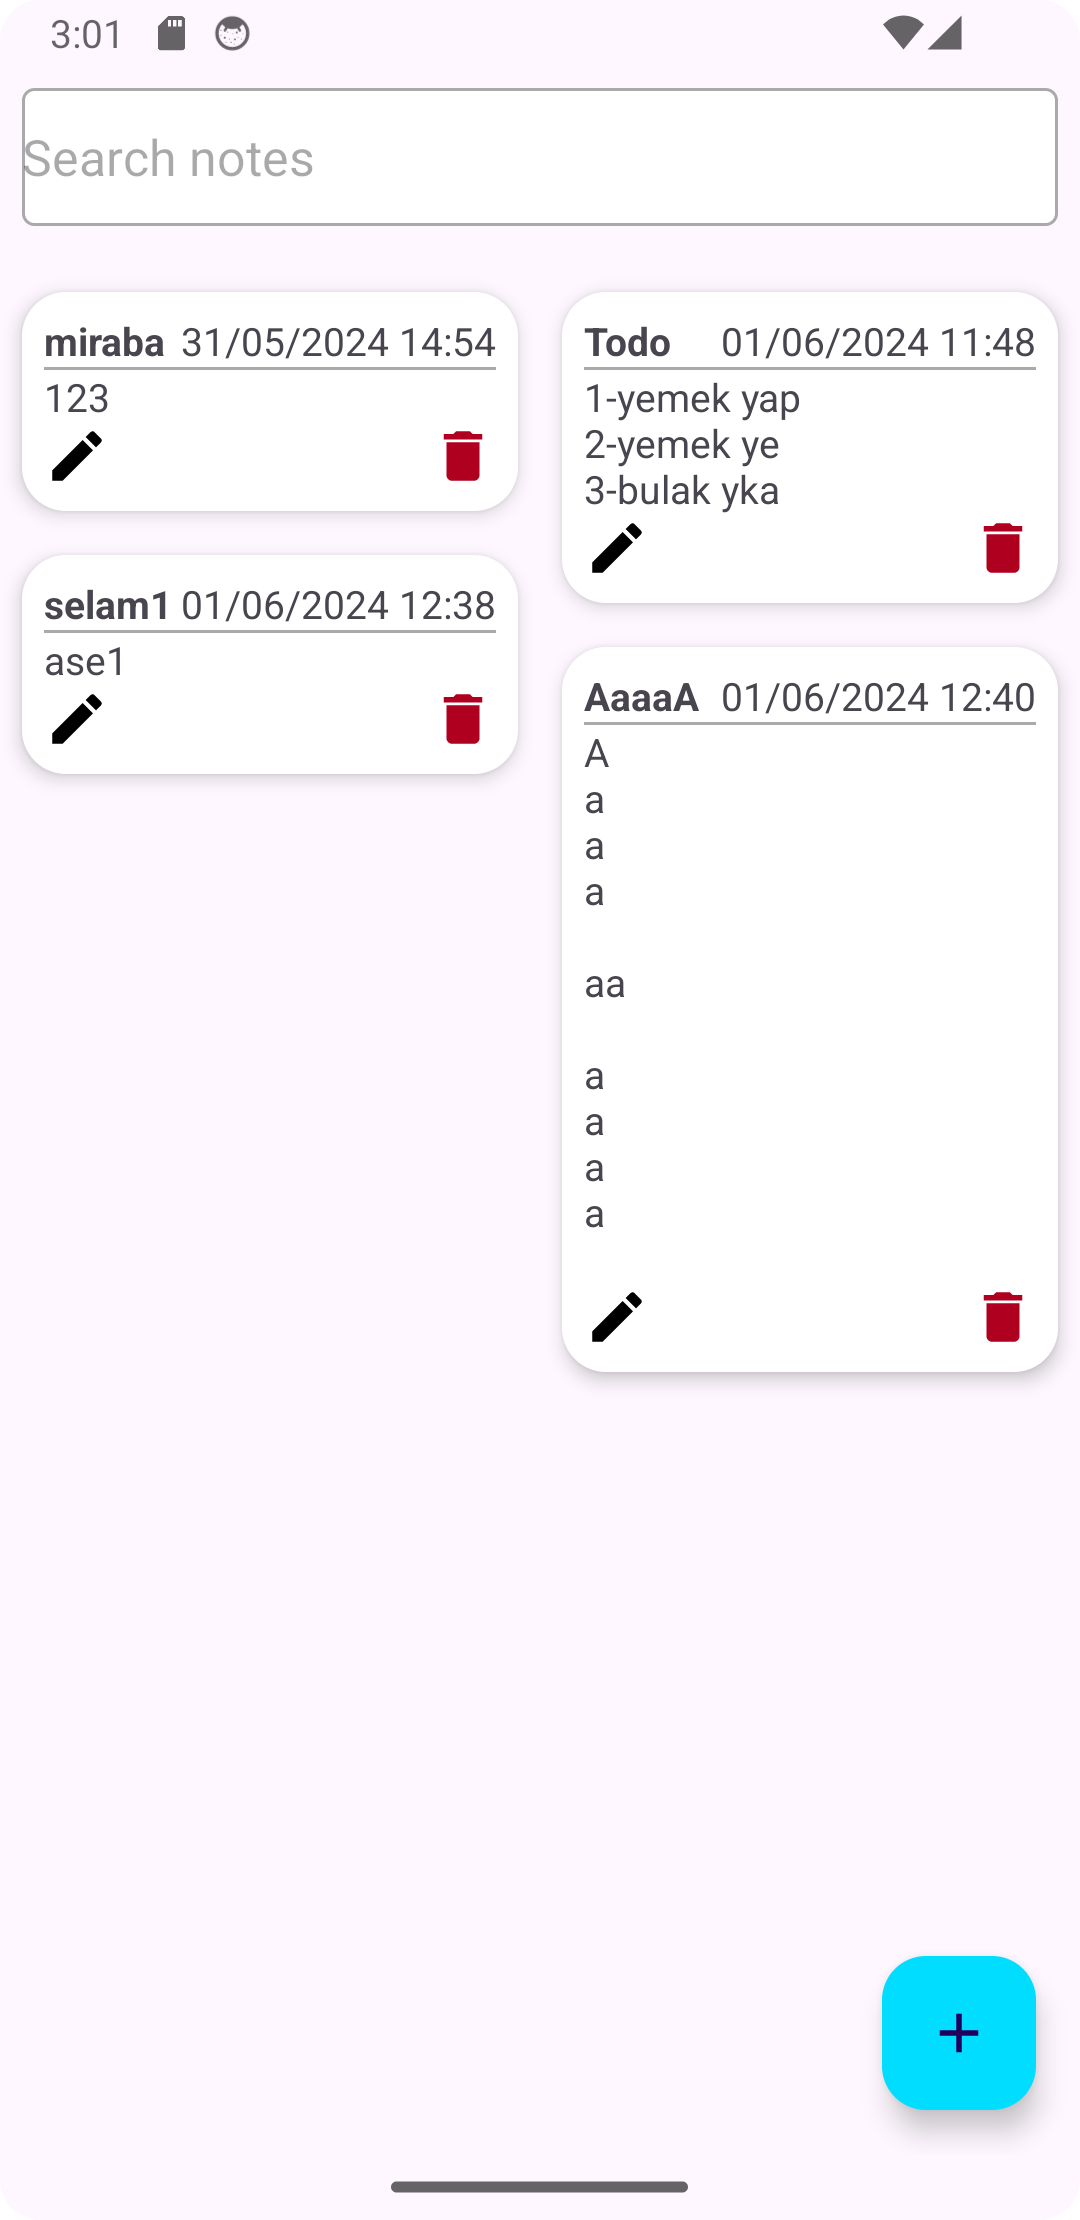 3:01
Search notes
miraba 31/05/2024 14:54
123
selam1 01/06/2024 12:38
ase1
Todo 01/06/2024 11:48
1-yemek yap
2-yemek ye
3-bulak yka
AaaaA 01/06/2024 12:40
A
a
a
a
aa
a
a
a
a